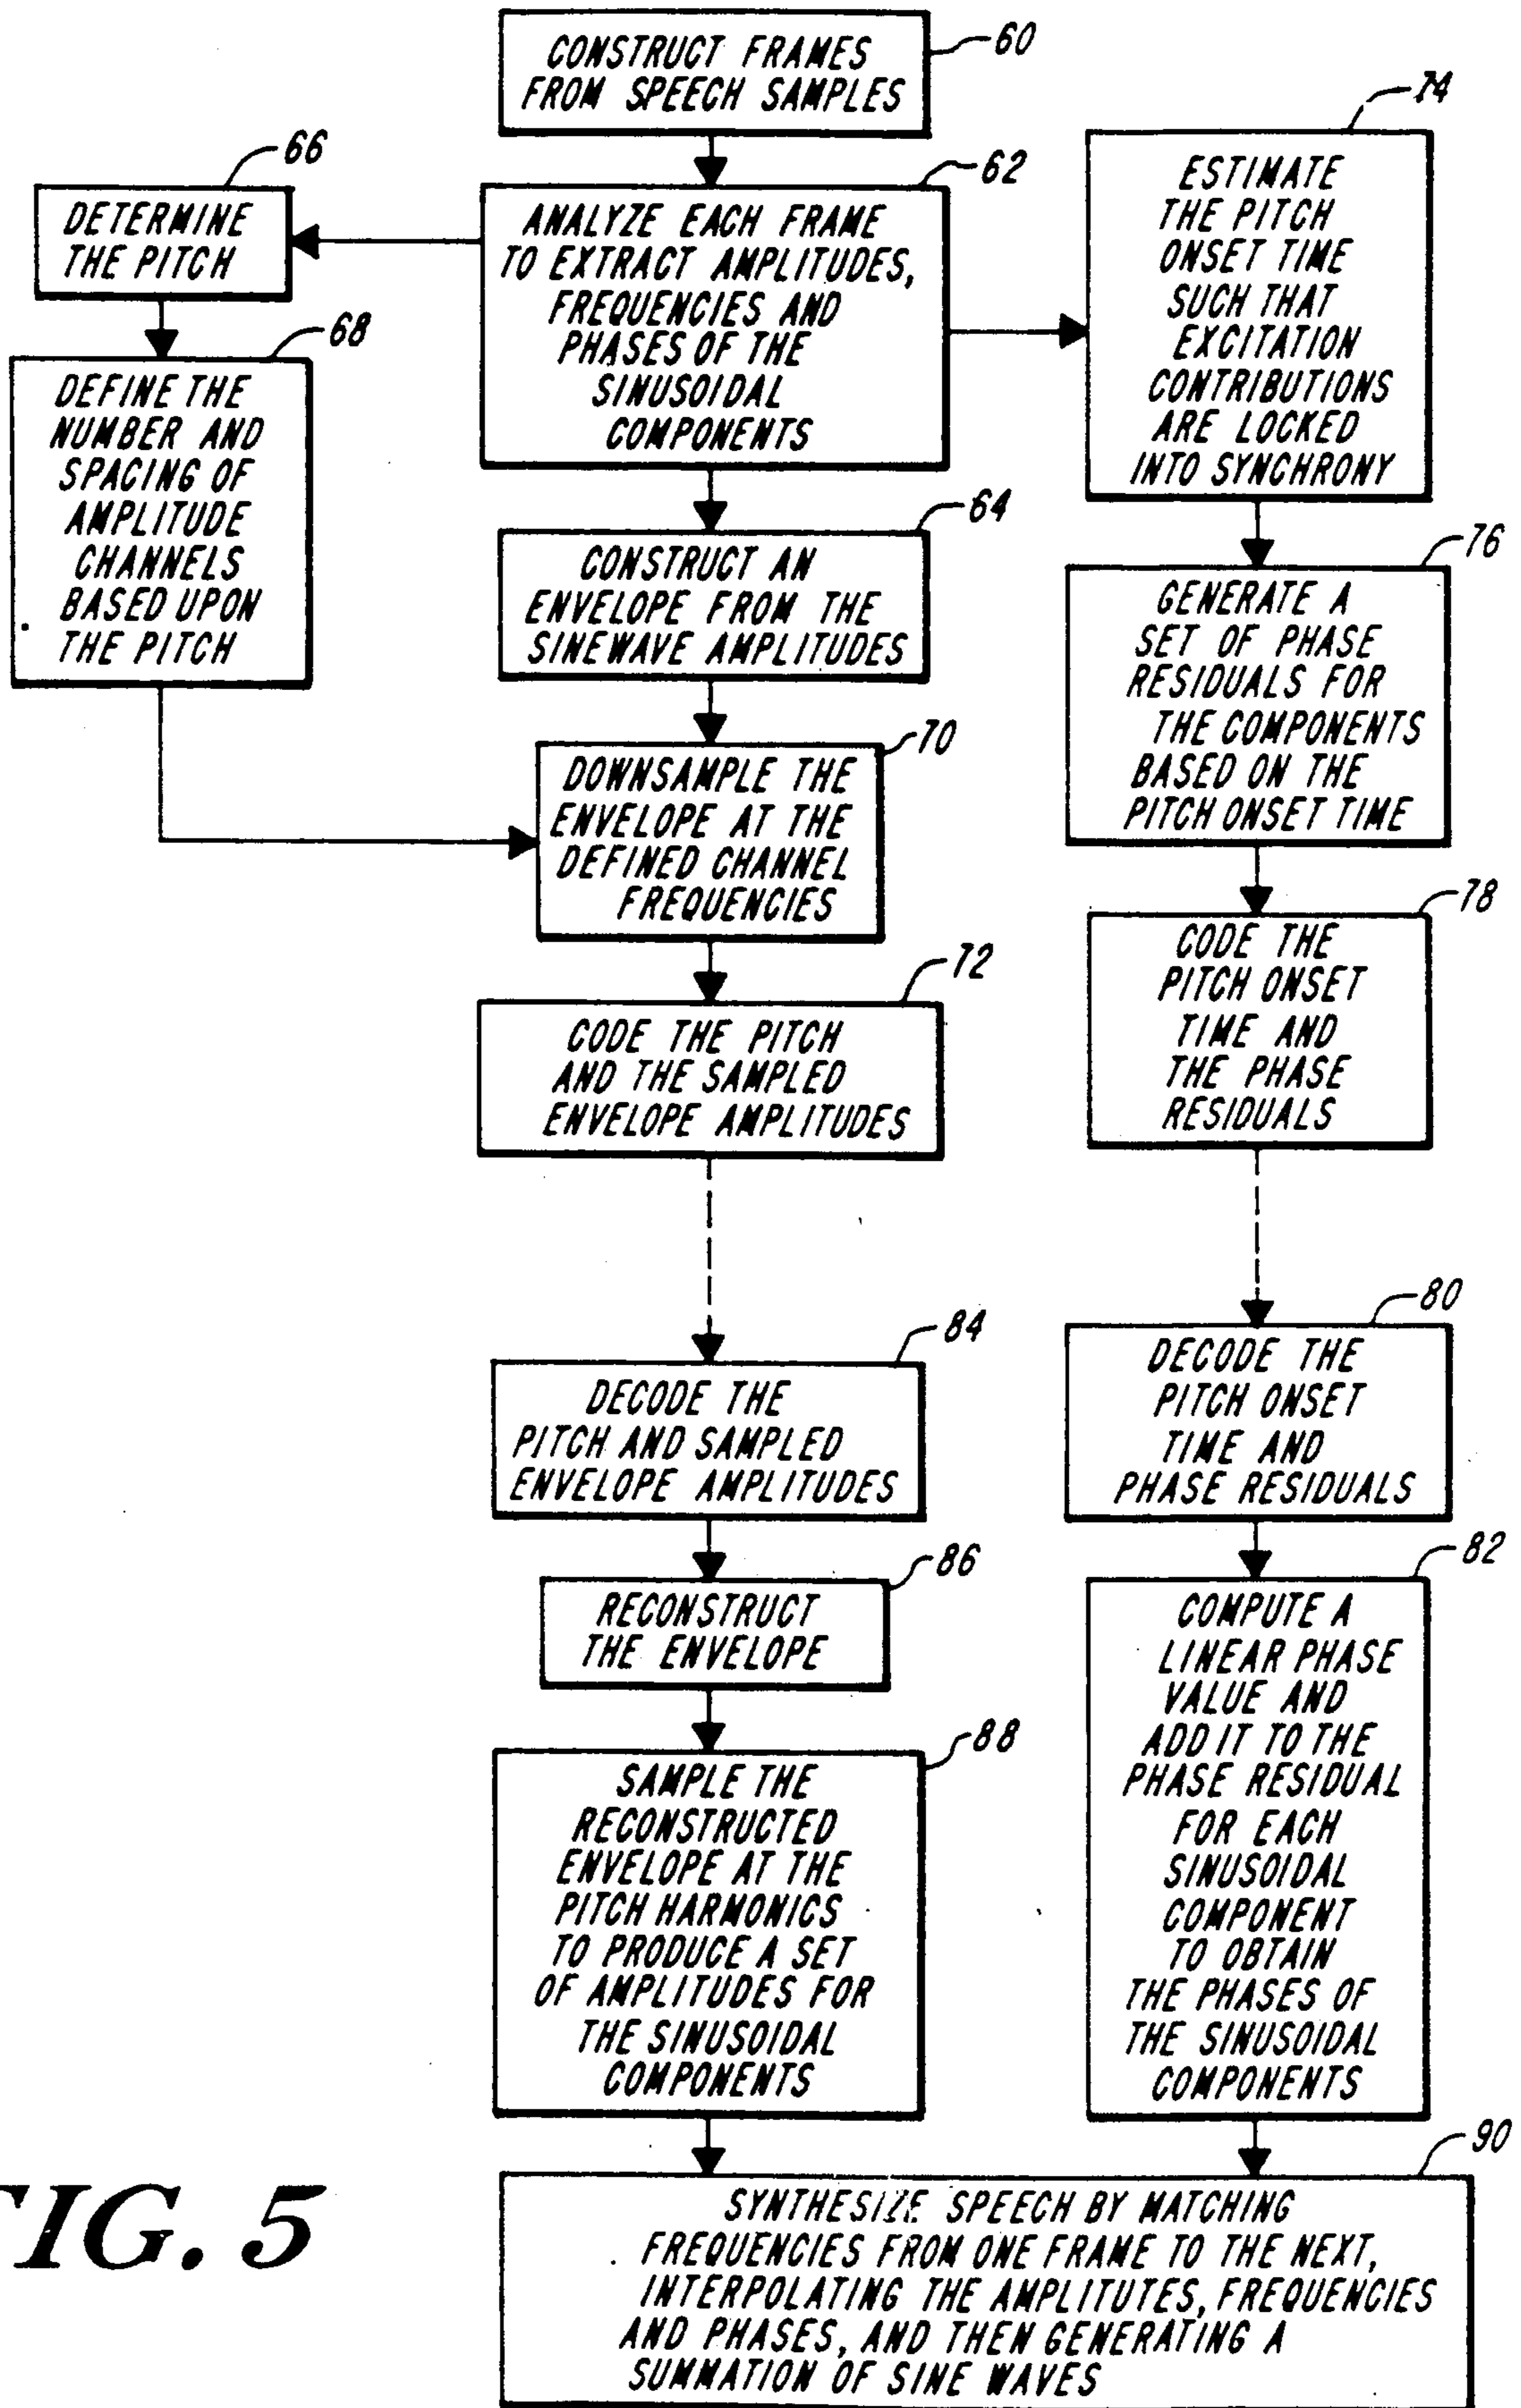 60
CONSTRUCT FRAMES
FROM SPEECH SAMPLES
62
ANALYZE EACH FRAME
TO EXTRACT AMPLITUDES,
FREQUENCIES AND
PHASES OF THE
SINUSOIDAL
COMPONENTS
66
DETERMINE
THE PITCH
68
DEFINE THE
NUMBER AND
SPACING OF
AMPLITUDE
CHANNELS
BASED UPON
THE PITCH
64
CONSTRUCT AN
ENVELOPE FROM THE
SINEWAVE AMPLITUDES
70
DOWNSAMPLE THE
ENVELOPE AT THE
DEFINED CHANNEL
FREQUENCIES
72
CODE THE PITCH
AND THE SAMPLED
ENVELOPE AMPLITUDES
74
ESTIMATE
THE PITCH
ONSET TIME
SUCH THAT
EXCITATION
CONTRIBUTIONS
ARE LOCKED
INTO SYNCHRONY
76
GENERATE A
SET OF PHASE
RESIDUALS FOR
THE COMPONENTS
BASED ON THE
PITCH ONSET TIME
78
CODE THE
PITCH ONSET
TIME AND
THE PHASE
RESIDUALS
84
DECODE THE
PITCH AND SAMPLED
ENVELOPE AMPLITUDES
86
RECONSTRUCT
THE ENVELOPE
88
SAMPLE THE
RECONSTRUCTED
ENVELOPE AT THE
PITCH HARMONICS
TO PRODUCE A SET
OF AMPLITUDES FOR
THE SINUSOIDAL
COMPONENTS
80
DECODE THE
PITCH ONSET
TIME AND
PHASE RESIDUALS
82
COMPUTE A
LINEAR PHASE
VALUE AND
ADD IT TO THE
PHASE RESIDUAL
FOR EACH
SINUSOIDAL
COMPONENT
TO OBTAIN
THE PHASES OF
THE SINUSOIDAL
COMPONENTS
90
SYNTHESIZE SPEECH BY MATCHING
FREQUENCIES FROM ONE FRAME TO THE NEXT,
INTERPOLATING THE AMPLITUTES, FREQUENCIES
AND PHASES, AND THEN GENERATING A
SUMMATION OF SINE WAVES
FIG. 5